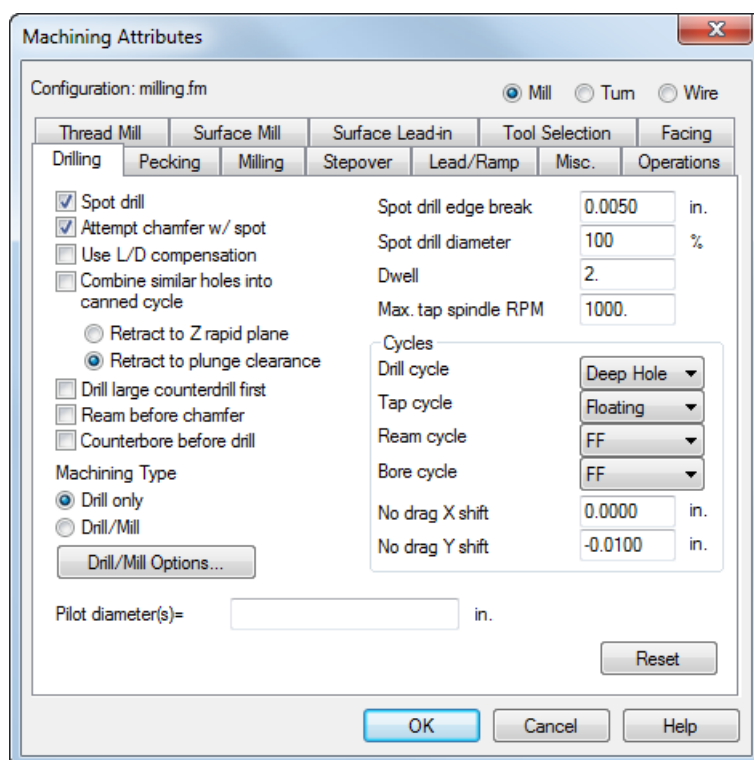 Machining Attributes
Configuration: milling.fm
Mill Turn Wire
Thread Mill Surface Mill Surface Lead-in Tool Selection Facing
Drilling Pecking Milling Stepover Lead/Ramp Misc. Operations
Spot drill
Attempt chamfer w/ spot
Use L/D compensation
Combine similar holes into
canned cycle
Retract to Z rapid plane
Retract to plunge clearance
Drill large counterdrill first
Ream before chamfer
Counterbore before drill
Machining Type
Drill only
Drill/Mill
Drill/Mill Options...
Spot drill edge break 0.0050 in.
Spot drill diameter 100 %
Dwell 2.
Max. tap spindle RPM 1000.
Cycles
Drill cycle Deep Hole
Tap cycle Floating
Ream cycle FF
Bore cycle FF
No drag X shift 0.0000 in.
No drag Y shift -0.0100 in.
Pilot diameter(s)= in.
Reset
OK Cancel Help